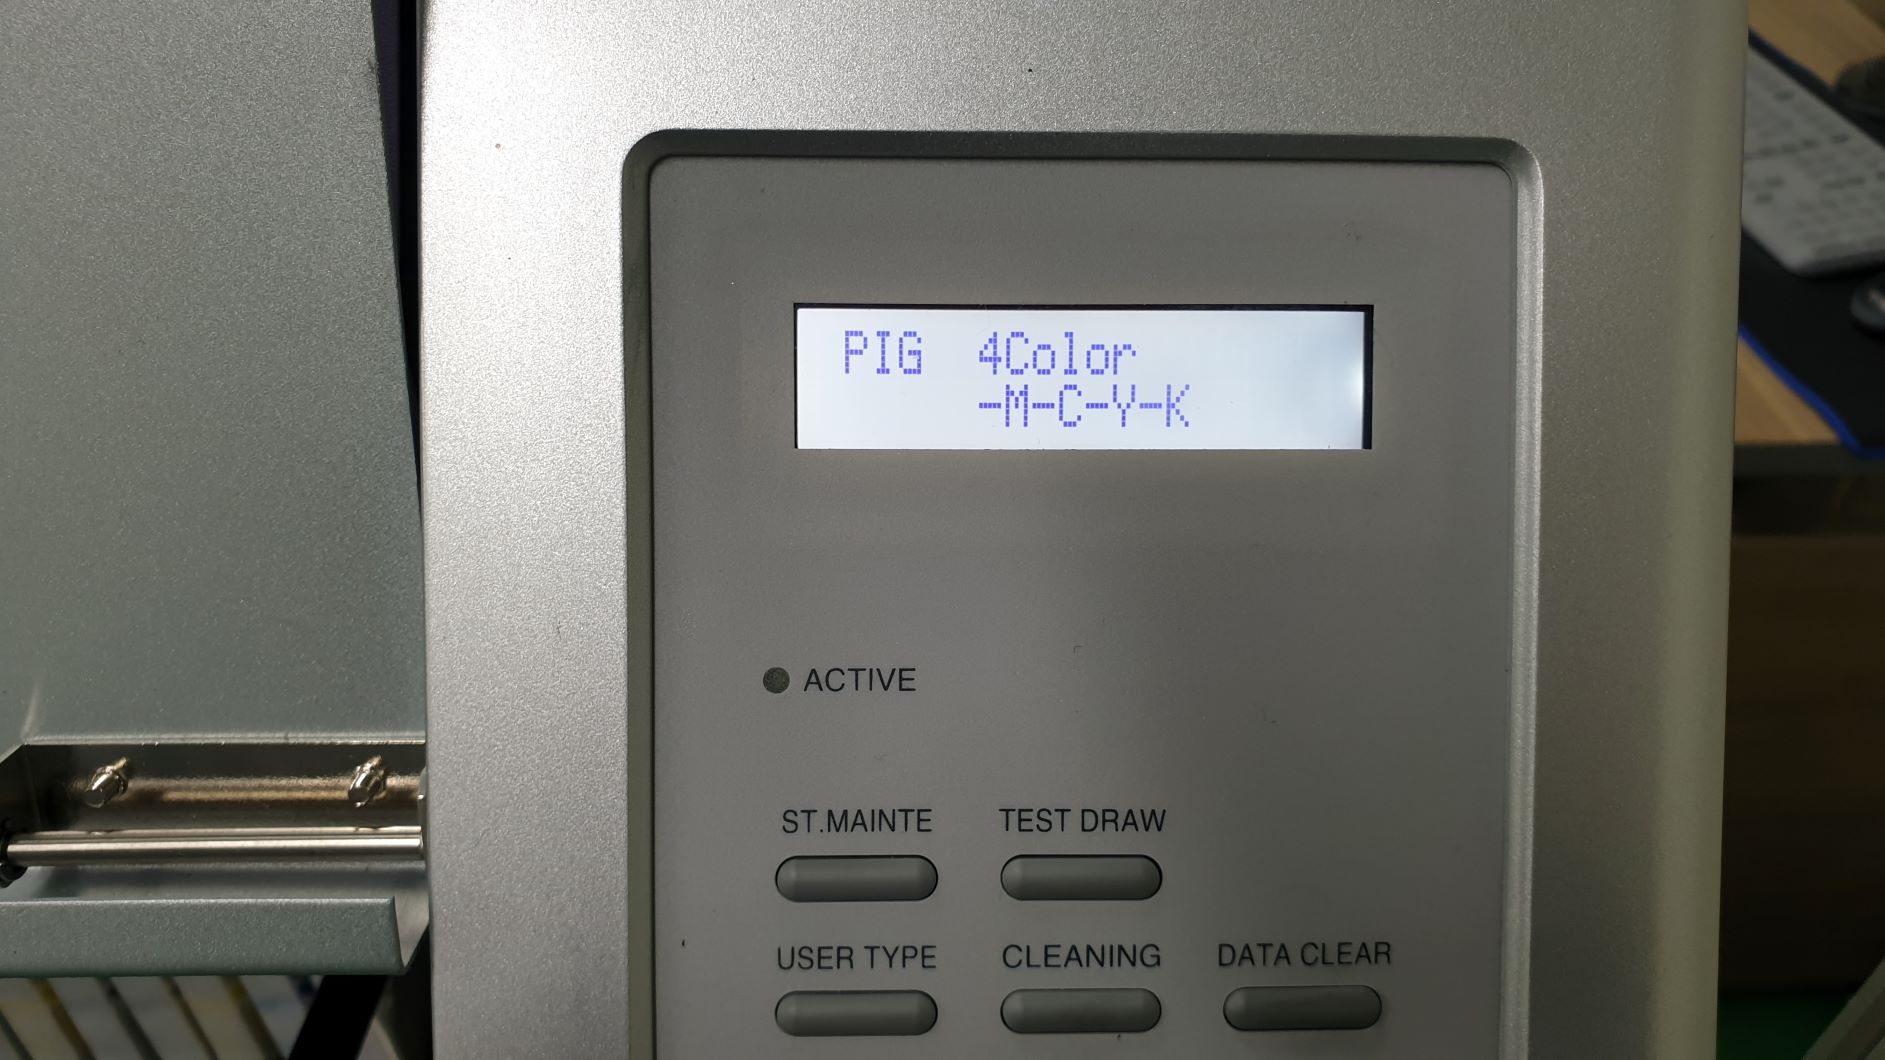 PIG 4Color
-M-C-Y-K
ACTIVE
ST.MAINTE TEST DRAW
USER TYPE CLEANING DATA CLEAR